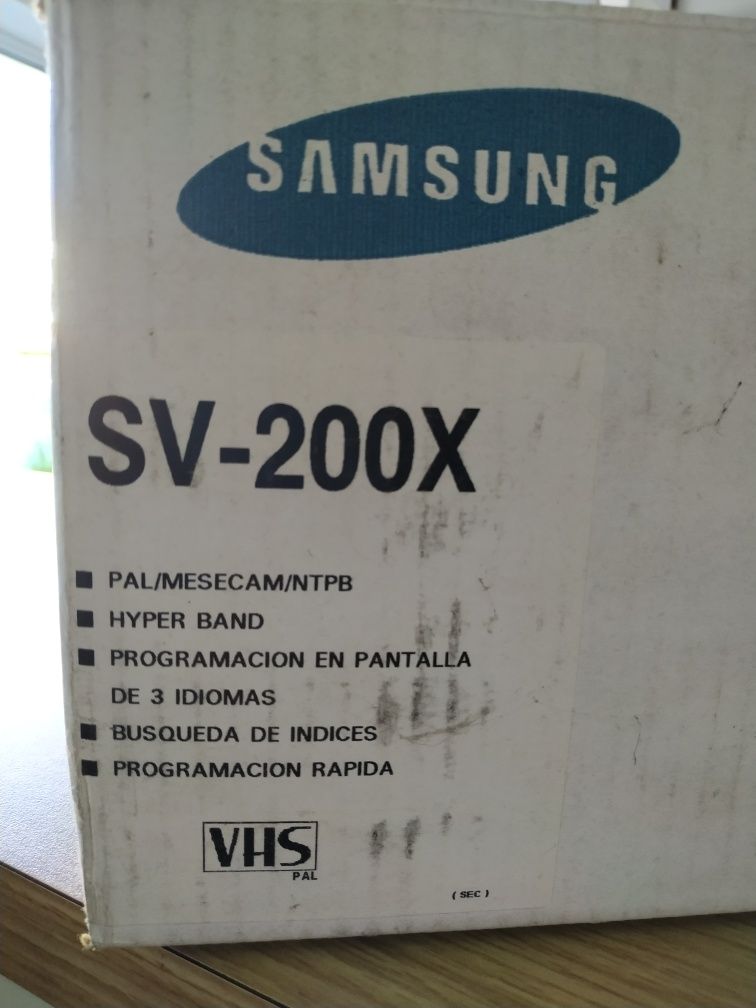 SAMSUNG
SV-200X
■ PAL/MESECAM/NTPB
■ HYPER BAND
■ PROGRAMACION EN PANTALLA
DE 3 IDIOMAS
■ BUSQUEDA DE INDICES
■ PROGRAMACION RAPIDA
VHS
PAL
( SEC )